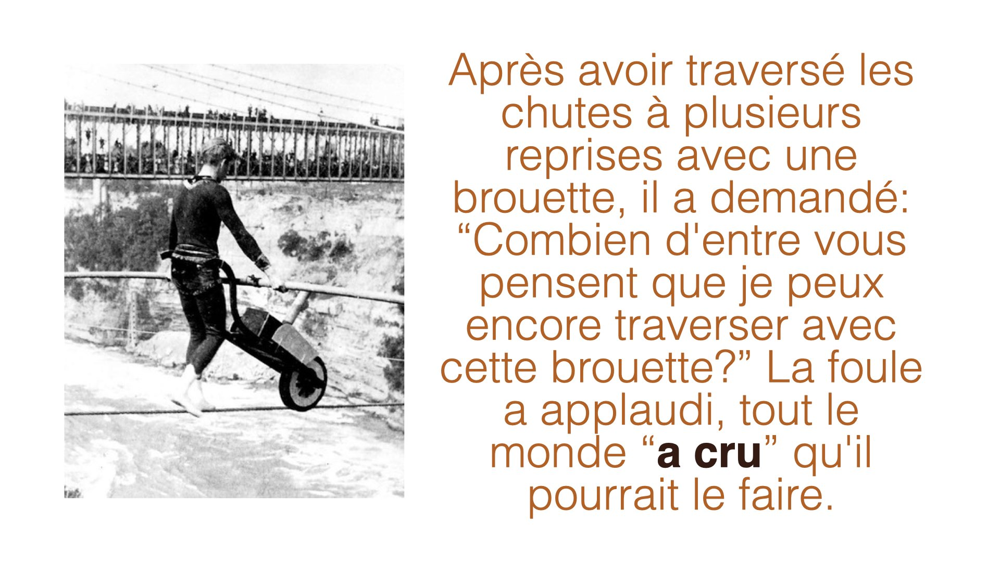 Après avoir traversé les
chutes à plusieurs
reprises avec une
brouette, il a demandé:
“Combien d'entre vous
pensent que je peux
encore traverser avec
cette brouette?” La foule
a applaudi, tout le
monde “a cru” qu'il
pourrait le faire.